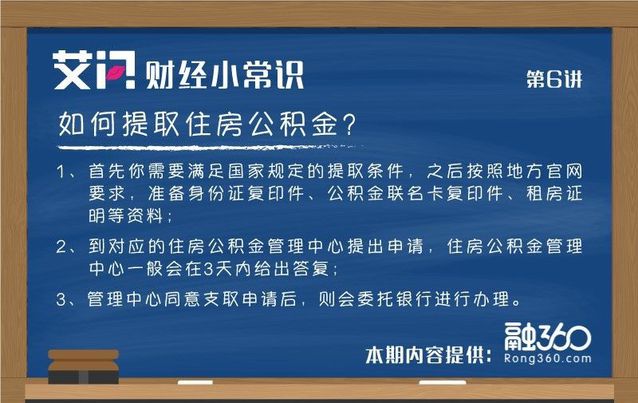 艾问 财经小常识
第6讲
如何提取住房公积金?
1、首先你需要满足国家规定的提取条件，之后按照地方官网
要求，准备身份证复印件、公积金联名卡复印件、租房证
明等资料；
2、到对应的住房公积金管理中心提出申请，住房公积金管理
中心一般会在3天内给出答复；
3、管理中心同意支取申请后，则会委托银行进行办理。
本期内容提供：
融360
Rong360.com